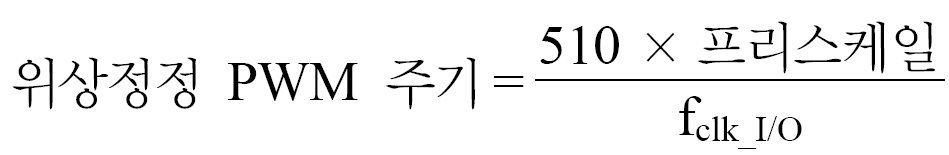 위상정정 PWM 주기 = 510 × 프리스케일 / f_clk_I/O